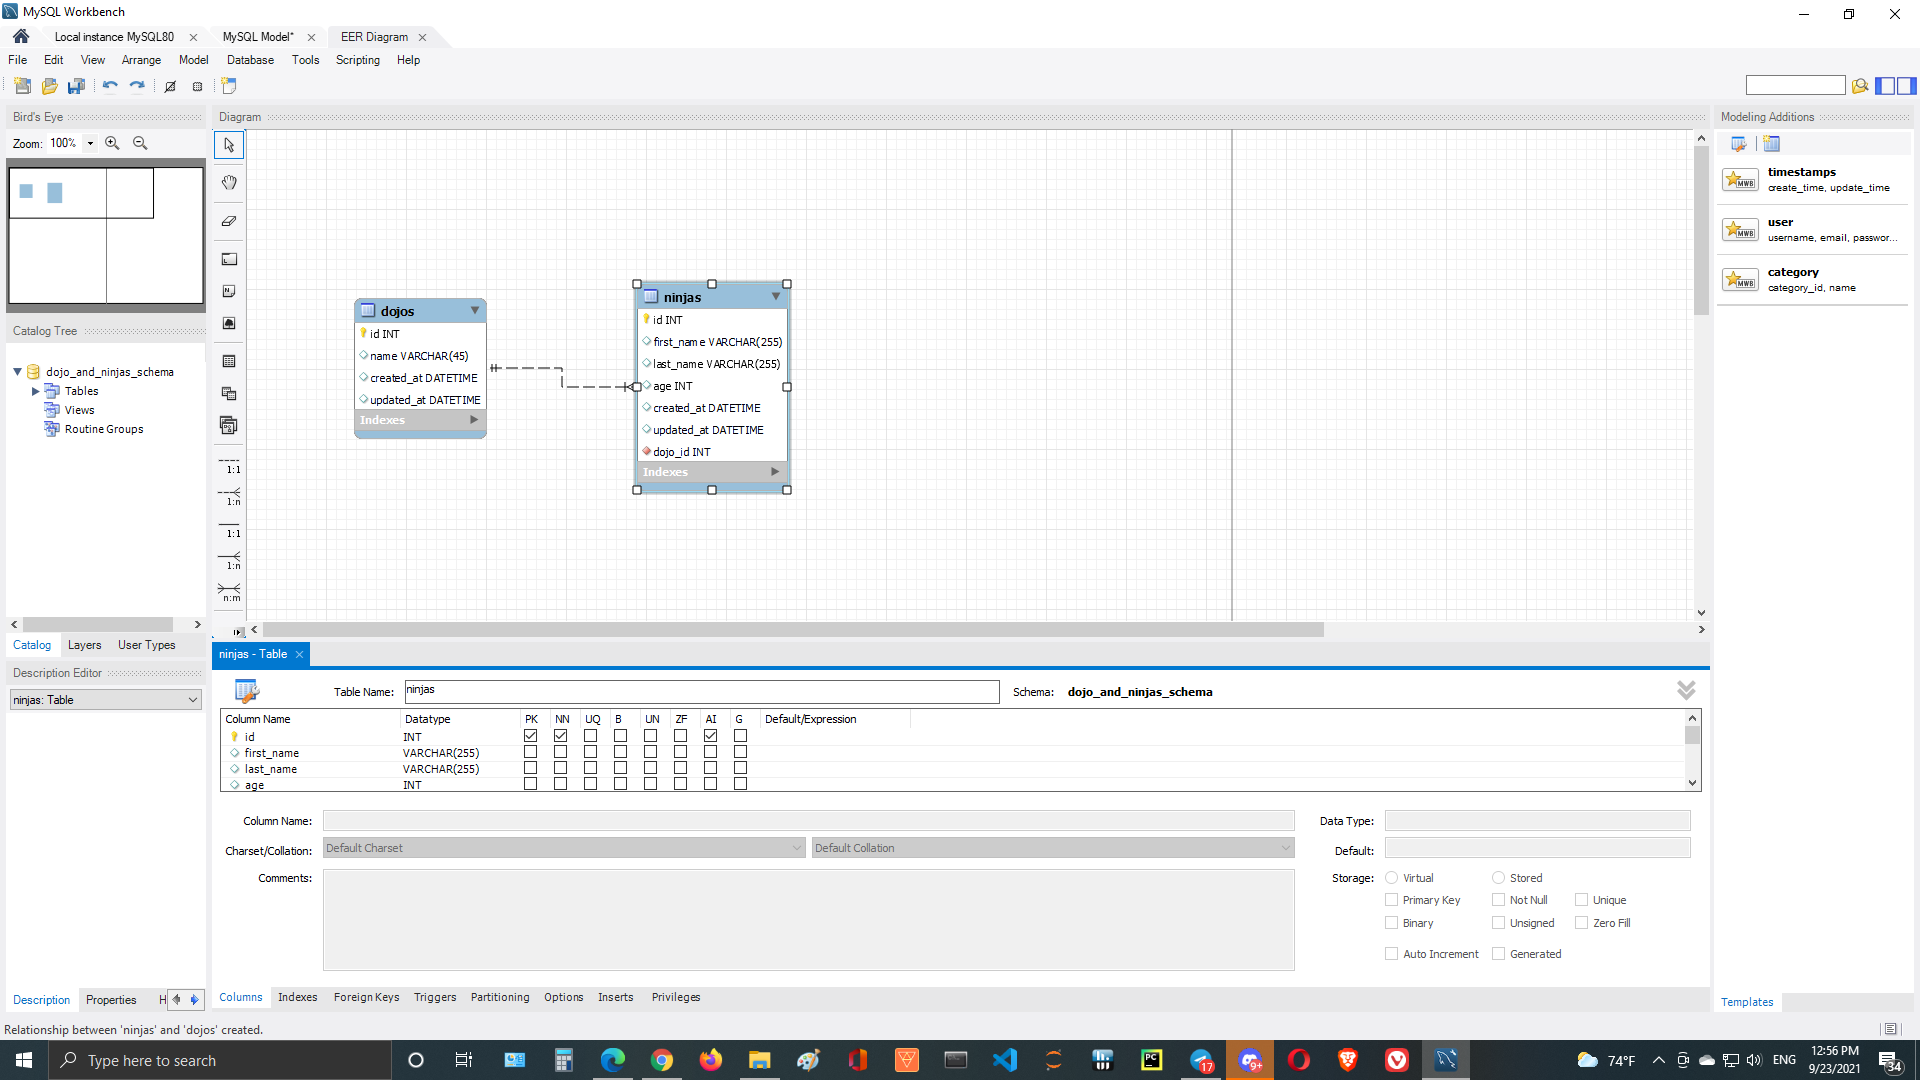 MySQL Workbench
Local instance MySQL80
MySQL Model*
EER Diagram
File Edit View Arrange Model Database Tools Scripting Help
Bird's Eye
Zoom: 100%
Catalog Tree
dojo_and_ninjas_schema
Tables
Views
Routine Groups
Catalog Layers User Types
Description Editor
ninjas: Table
Description Properties H
Diagram
1:1
1:n
1:1
1:n
n:m
dojos
id INT
name VARCHAR(45)
created_at DATETIME
updated_at DATETIME
Indexes
ninjas
id INT
first_name VARCHAR(255)
last_name VARCHAR(255)
age INT
created_at DATETIME
updated_at DATETIME
dojo_id INT
Indexes
Modeling Additions
MWB
timestamps
create_time, update_time
MWB
user
username, email, passwor...
MWB
category
category_id, name
Templates
ninjas - Table
Table Name: ninjas Schema: dojo_and_ninjas_schema
Column Name Datatype PK NN UQ B UN ZF AI G Default/Expression
id INT
first_name VARCHAR(255)
last_name VARCHAR(255)
age INT
Column Name: Data Type:
Charset/Collation: Default Charset Default Collation Default:
Comments: Storage: Virtual Stored
Primary Key Not Null Unique
Binary Unsigned Zero Fill
Auto Increment Generated
Columns Indexes Foreign Keys Triggers Partitioning Options Inserts Privileges
Relationship between 'ninjas' and 'dojos' created.
Type here to search
PC
17
9+
74°F
ENG
12:56 PM
9/23/2021
34